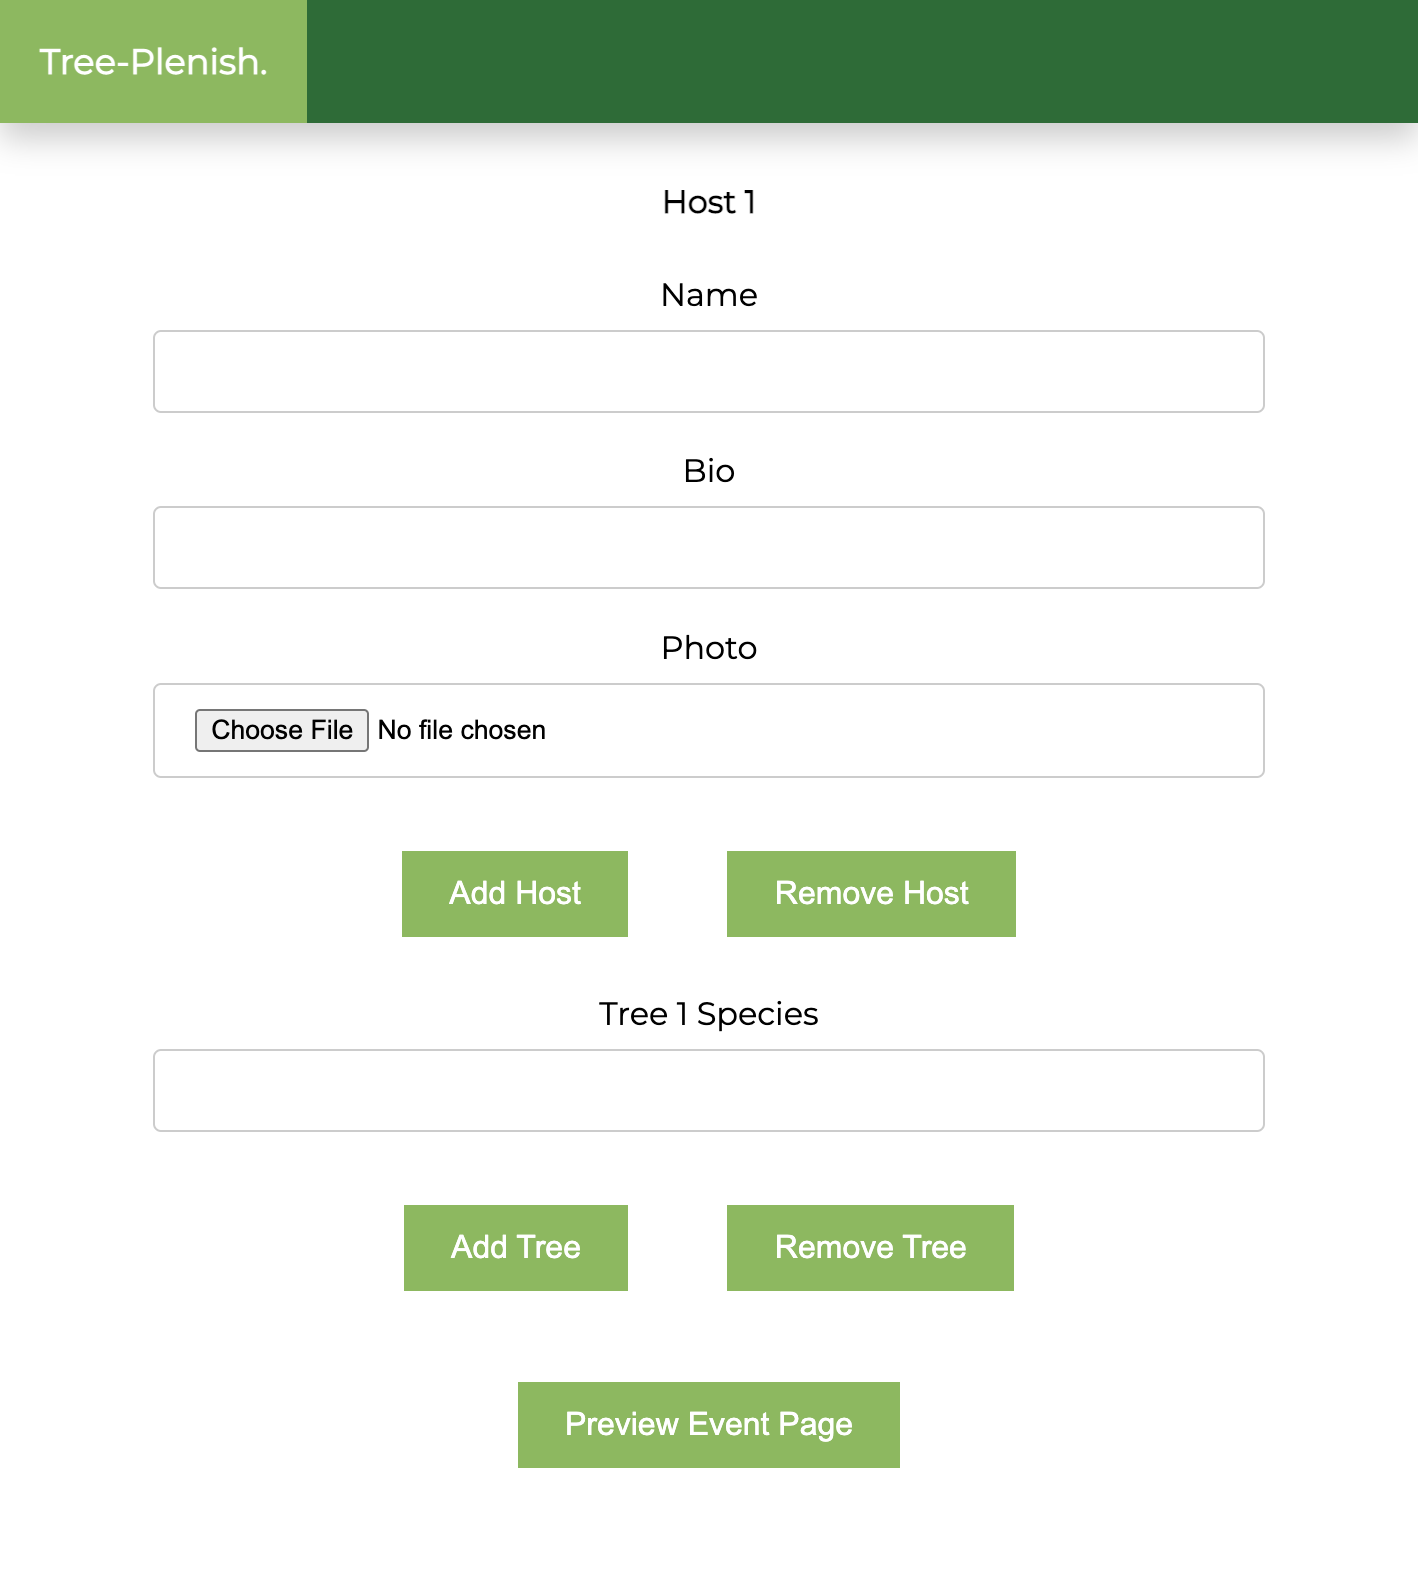 Tree-Plenish.
Host 1
Name
Bio
Photo
Choose File No file chosen
Add Host Remove Host
Tree 1 Species
Add Tree Remove Tree
Preview Event Page